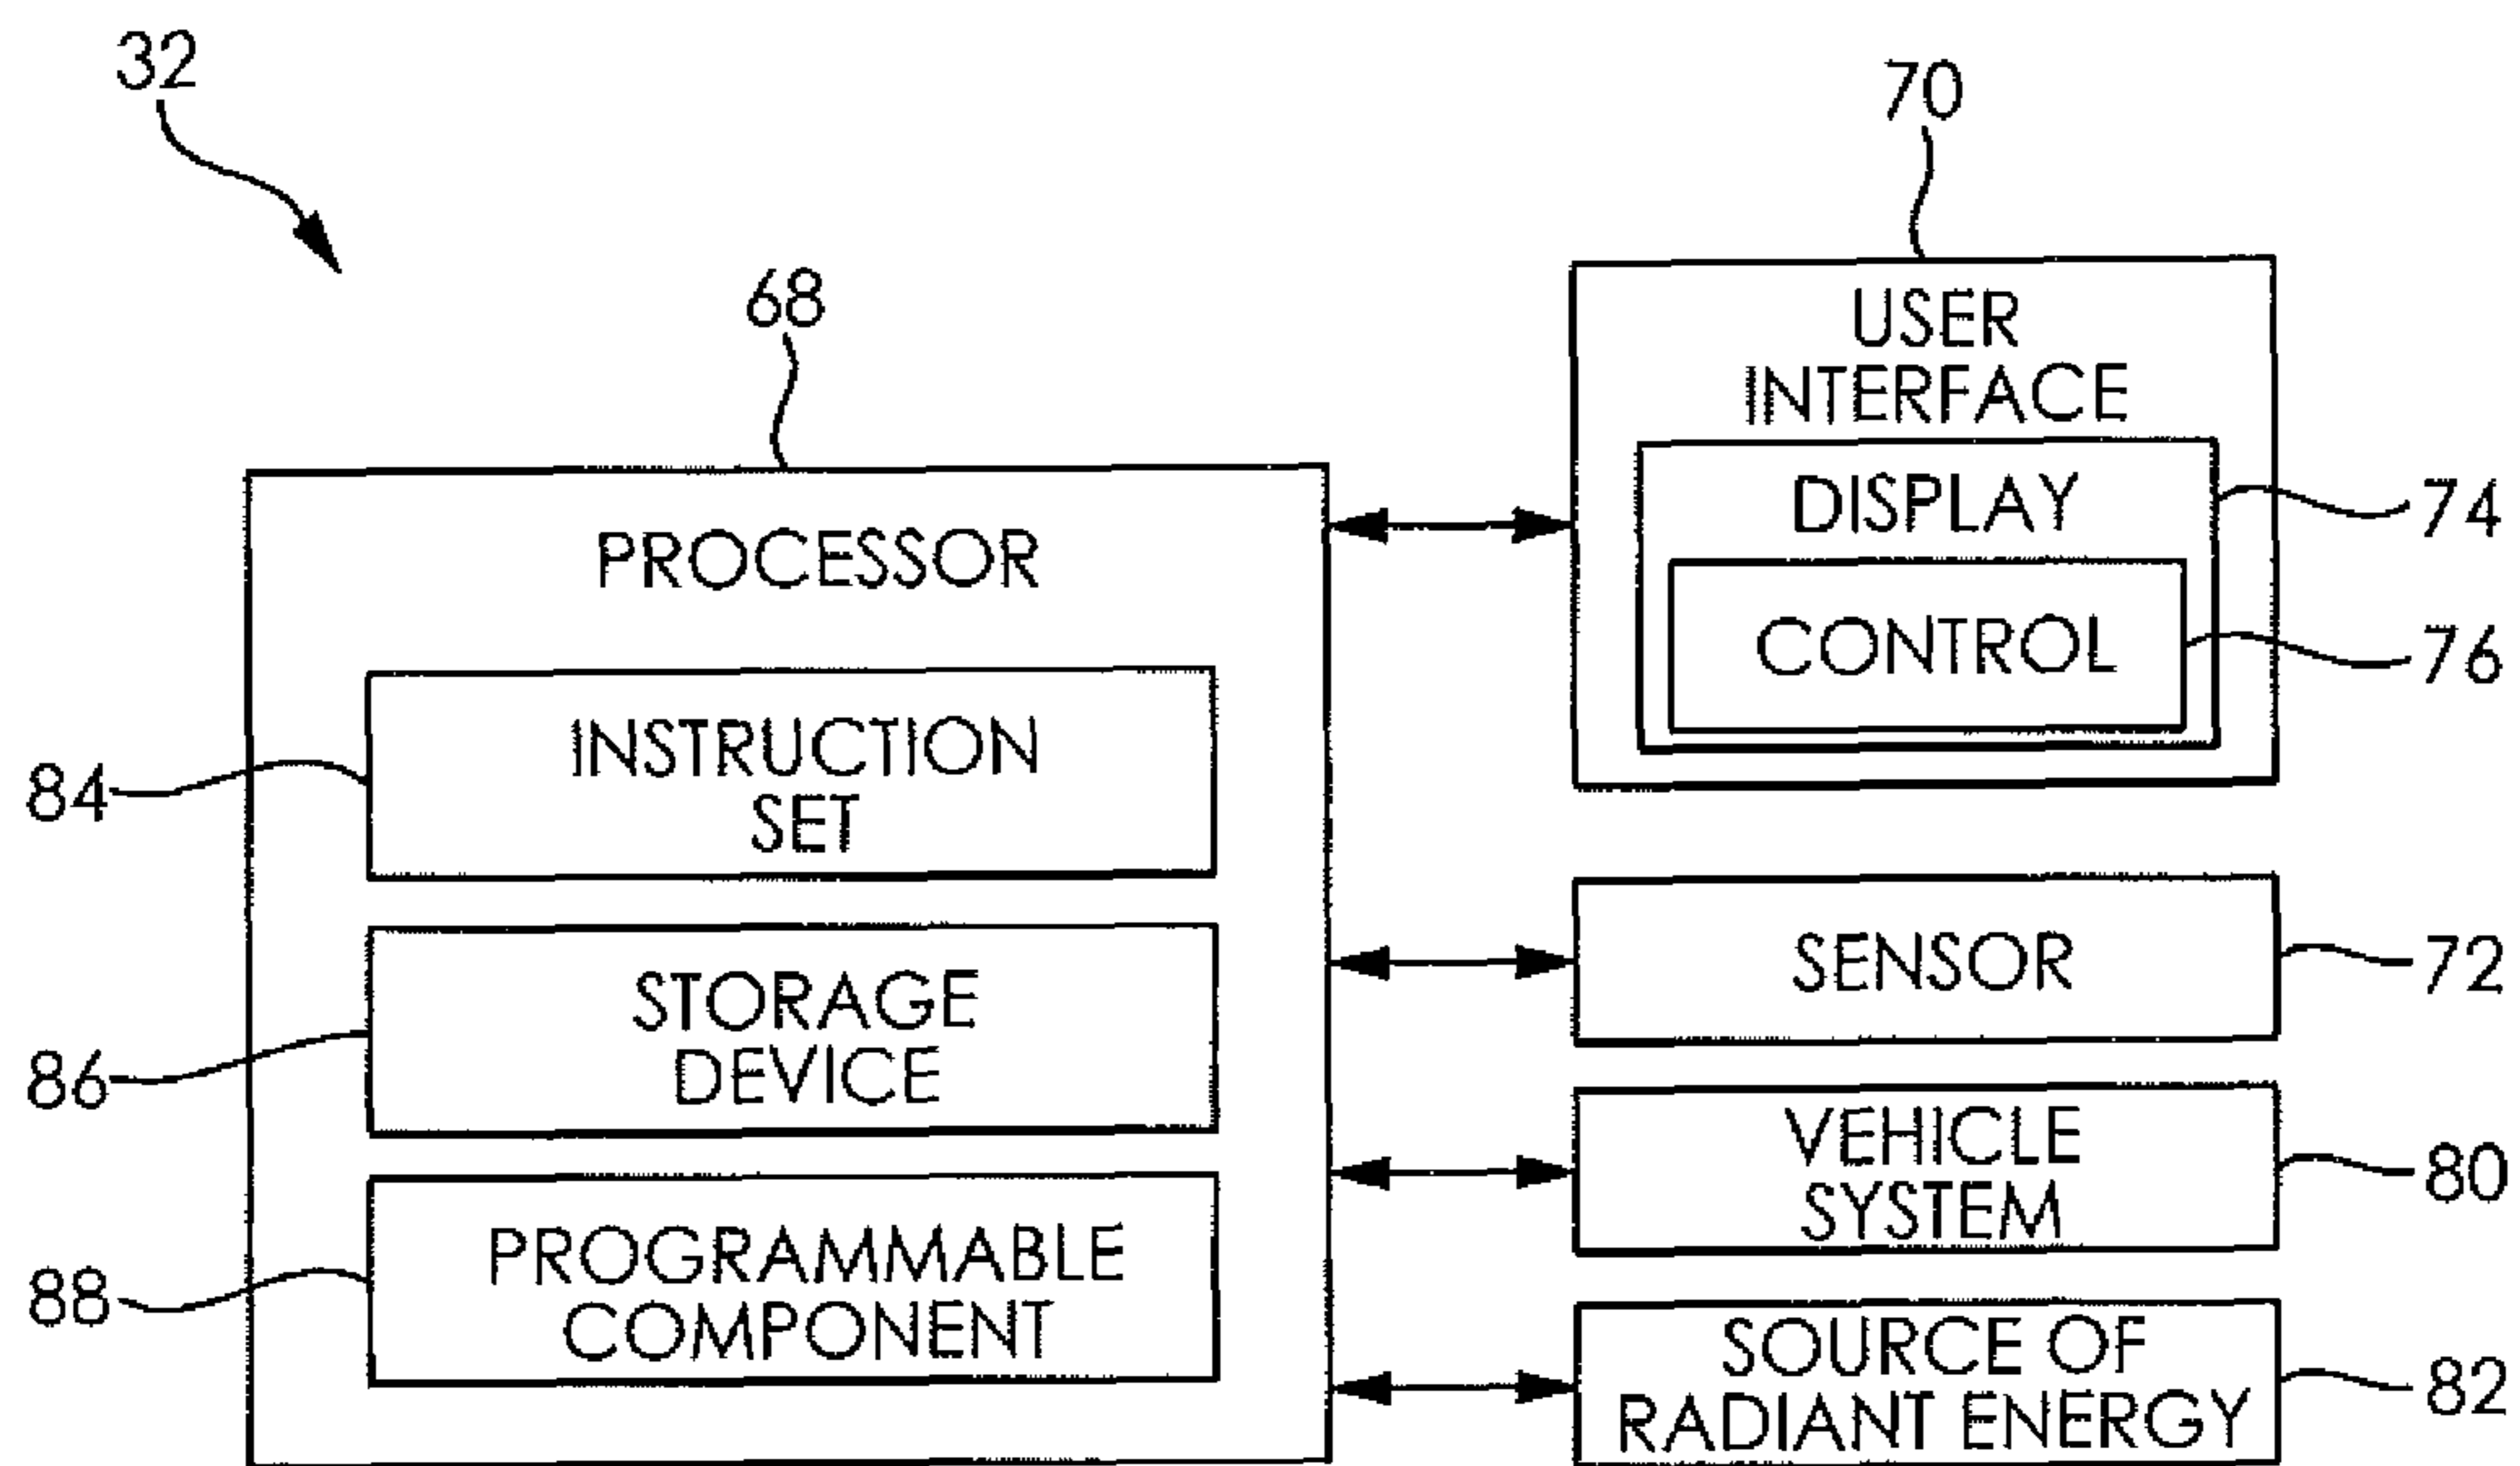 32
70
68
USER
INTERFACE
DISPLAY
74
CONTROL
76
PROCESSOR
INSTRUCTION
SET
84
STORAGE
DEVICE
86
PROGRAMMABLE
COMPONENT
88
SENSOR
72
VEHICLE
SYSTEM
80
SOURCE OF
RADIANT ENERGY
82